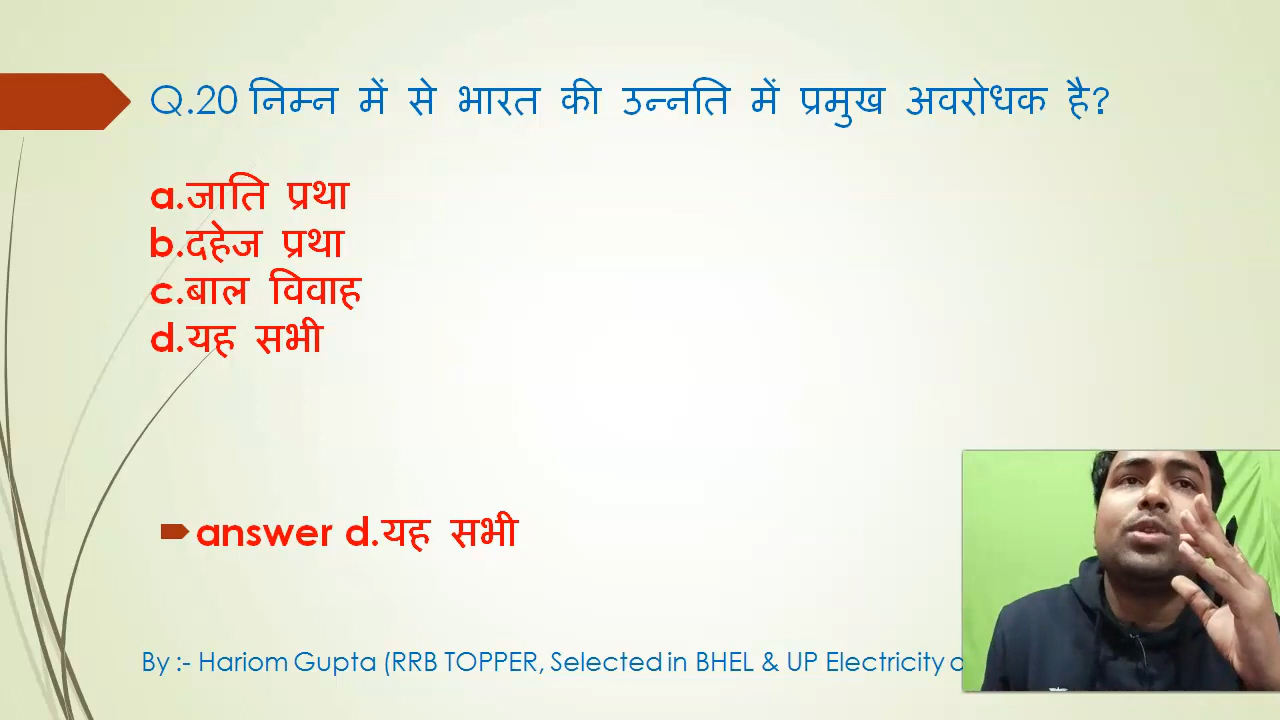 Q.20 निम्न में से भारत की उन्नति में प्रमुख अवरोधक है?
a.जाति प्रथा
b.दहेज प्रथा
c.बाल विवाह
d.यह सभी
answer d.यह सभी
By :- Hariom Gupta (RRB TOPPER, Selected in BHEL & UP Electricity